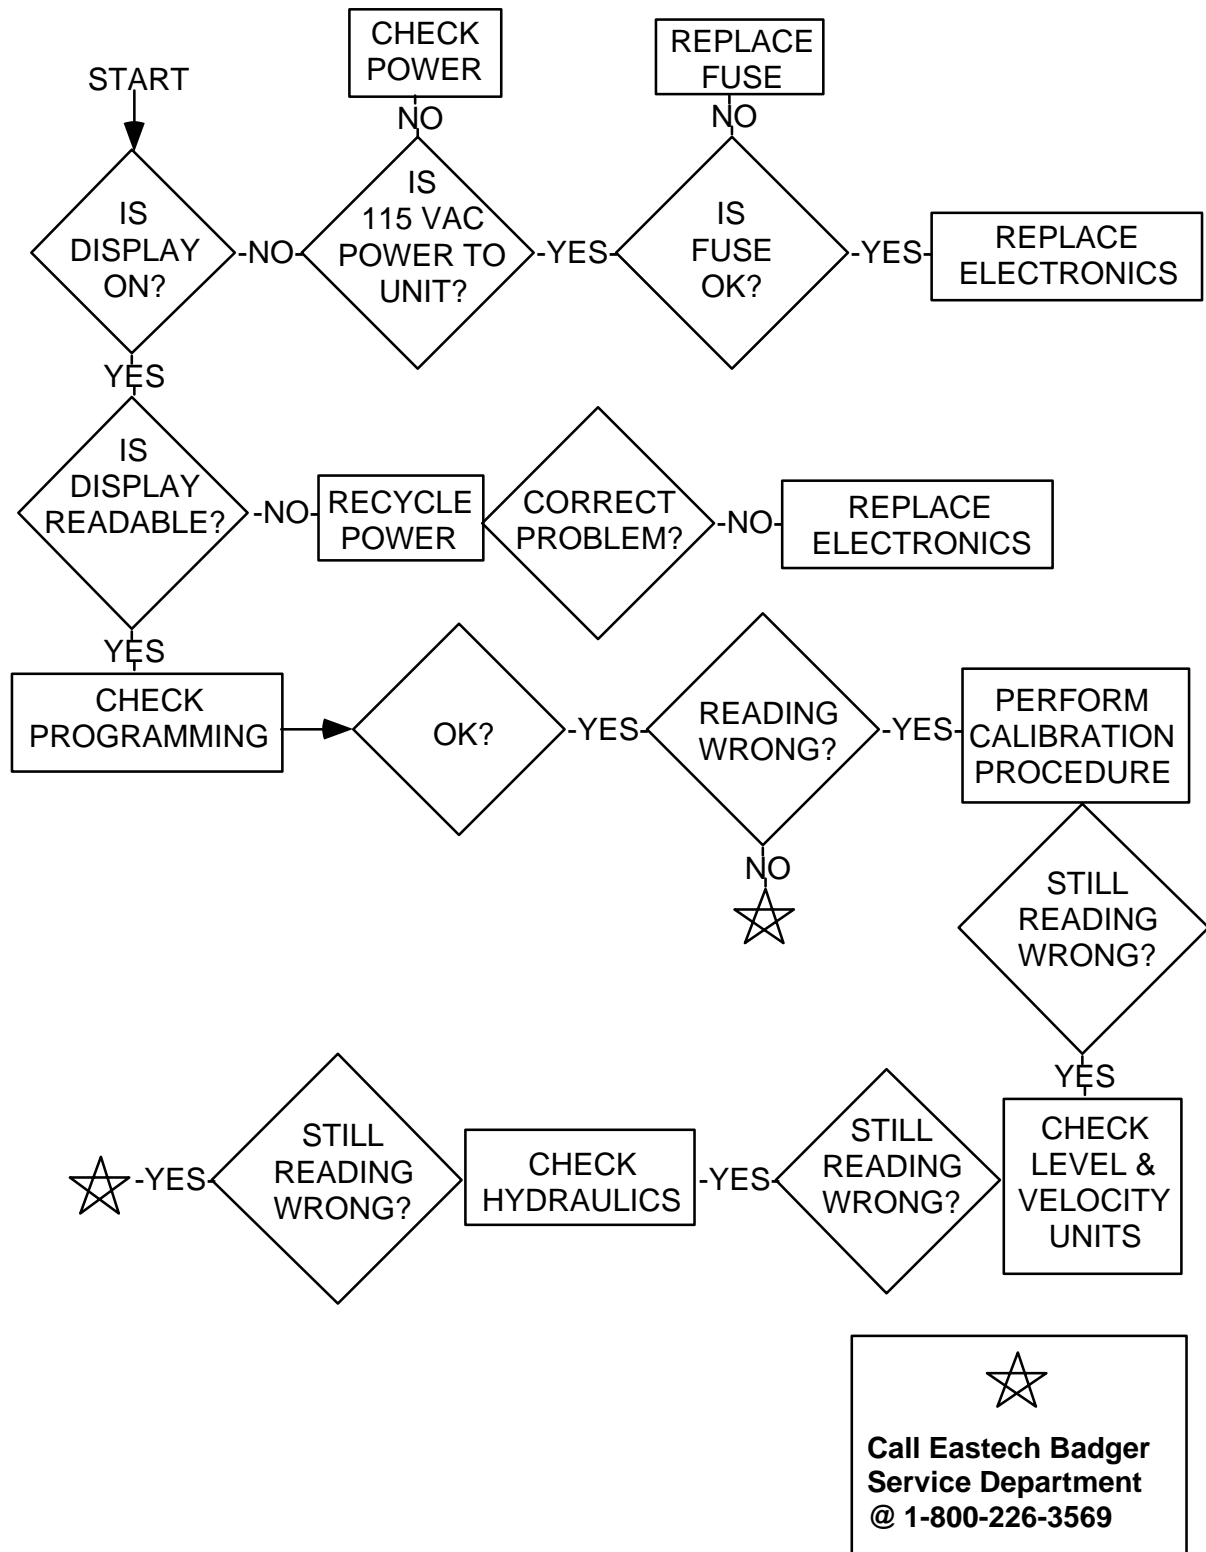 START
CHECK
POWER
REPLACE
FUSE
NO
NO
IS
DISPLAY
ON?
-NO-
IS
115 VAC
POWER TO
UNIT?
-YES-
IS
FUSE
OK?
-YES-
REPLACE
ELECTRONICS
YES
IS
DISPLAY
READABLE?
-NO-
RECYCLE
POWER
CORRECT
PROBLEM?
-NO-
REPLACE
ELECTRONICS
YES
CHECK
PROGRAMMING
OK?
-YES-
READING
WRONG?
-YES-
PERFORM
CALIBRATION
PROCEDURE
NO
STILL
READING
WRONG?
YES
CHECK
LEVEL &
VELOCITY
UNITS
STILL
READING
WRONG?
-YES-
CHECK
HYDRAULICS
STILL
READING
WRONG?
-YES-
Call Eastech Badger
Service Department
@ 1-800-226-3569